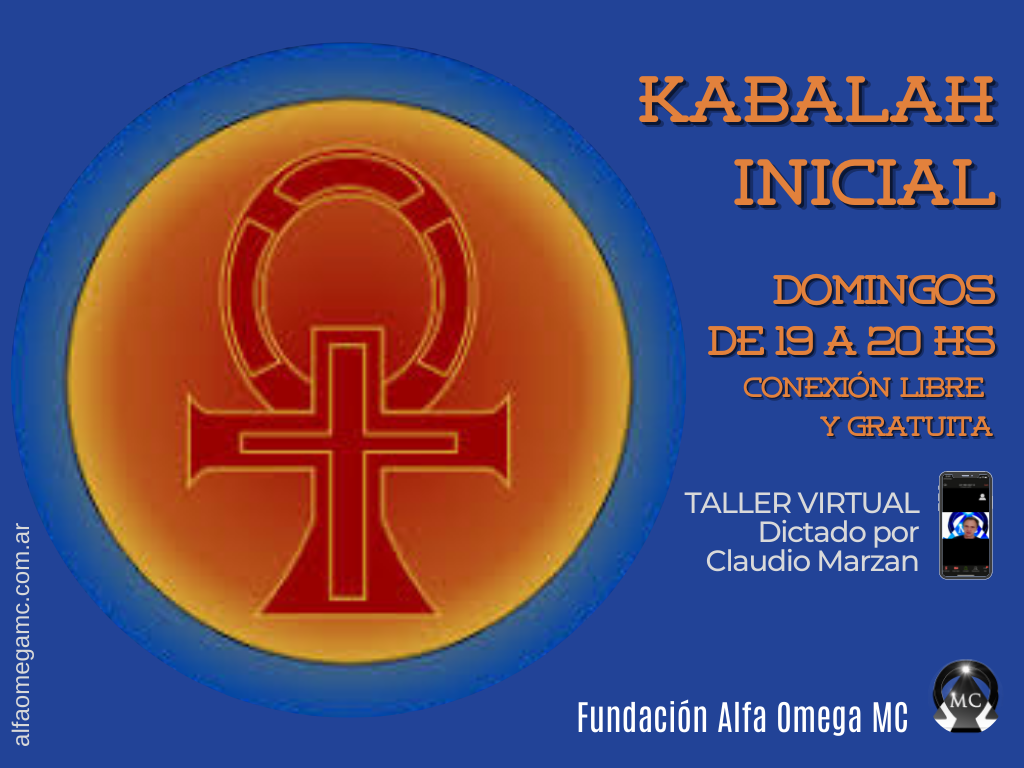 KABALAH
INICIAL
DOMINGOS
DE 19 A 20 HS
CONEXIÓN LIBRE
Y GRATUITA
TALLER VIRTUAL
Dictado por
Claudio Marzan
Fundación Alfa Omega MC
MC
alfaomegamc.com.ar